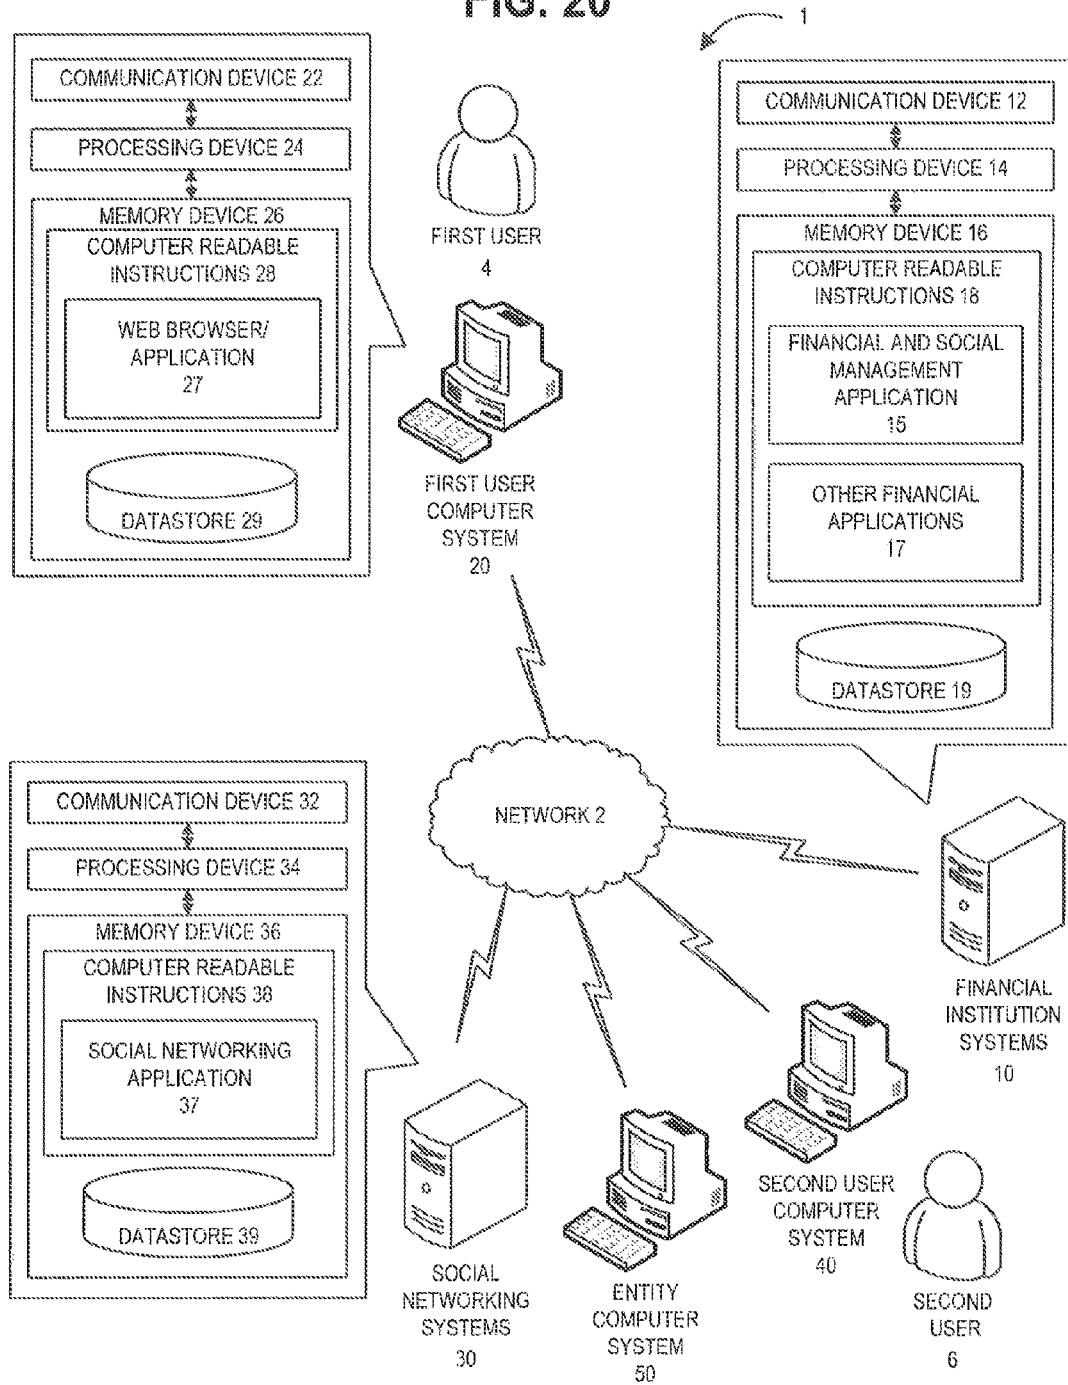 FIG. 20
1
COMMUNICATION DEVICE 22
PROCESSING DEVICE 24
MEMORY DEVICE 26
COMPUTER READABLE
INSTRUCTIONS 28
WEB BROWSER/
APPLICATION
27
DATASTORE 29
FIRST USER
4
FIRST USER
COMPUTER
SYSTEM
20
COMMUNICATION DEVICE 12
PROCESSING DEVICE 14
MEMORY DEVICE 16
COMPUTER READABLE
INSTRUCTIONS 18
FINANCIAL AND SOCIAL
MANAGEMENT
APPLICATION
15
OTHER FINANCIAL
APPLICATIONS
17
DATASTORE 19
NETWORK 2
COMMUNICATION DEVICE 32
PROCESSING DEVICE 34
MEMORY DEVICE 36
COMPUTER READABLE
INSTRUCTIONS 38
SOCIAL NETWORKING
APPLICATION
37
DATASTORE 39
FINANCIAL
INSTITUTION
SYSTEMS
10
SOCIAL
NETWORKING
SYSTEMS
30
ENTITY
COMPUTER
SYSTEM
50
SECOND USER
COMPUTER
SYSTEM
40
SECOND
USER
6